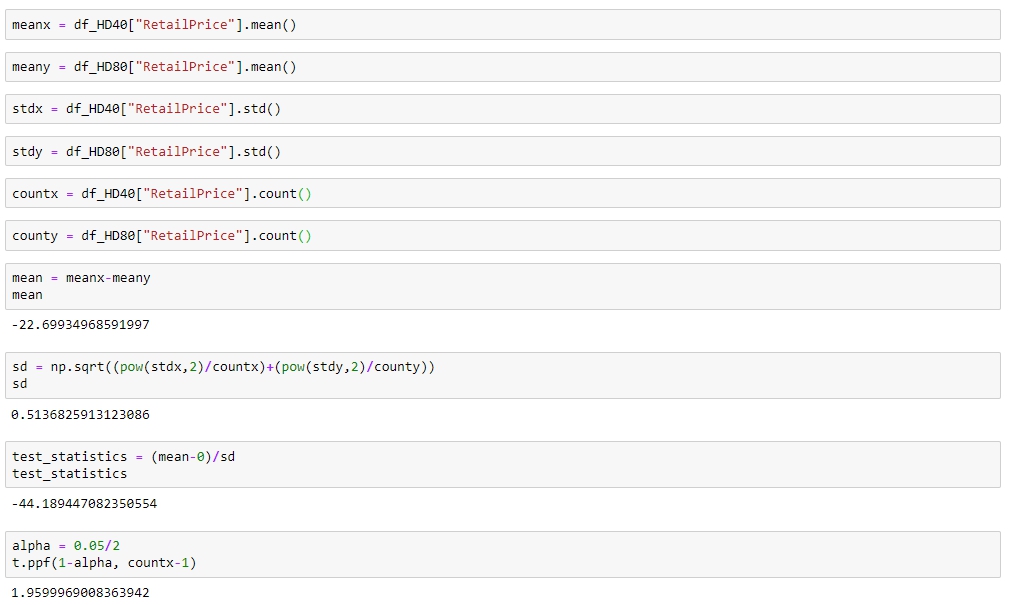 meanx = df_HD40["RetailPrice"].mean()
meany = df_HD80["RetailPrice"].mean()
stdx = df_HD40["RetailPrice"].std()
stdy = df_HD80["RetailPrice"].std()
countx = df_HD40["RetailPrice"].count()
county = df_HD80["RetailPrice"].count()
mean = meanx-meany
mean
-22.69934968591997
sd = np.sqrt((pow(stdx,2)/countx)+(pow(stdy,2)/county))
sd
0.5136825913123086
test_statistics = (mean-0)/sd
test_statistics
-44.189447082350554
alpha = 0.05/2
t.ppf(1-alpha, countx-1)
1.9599969008363942